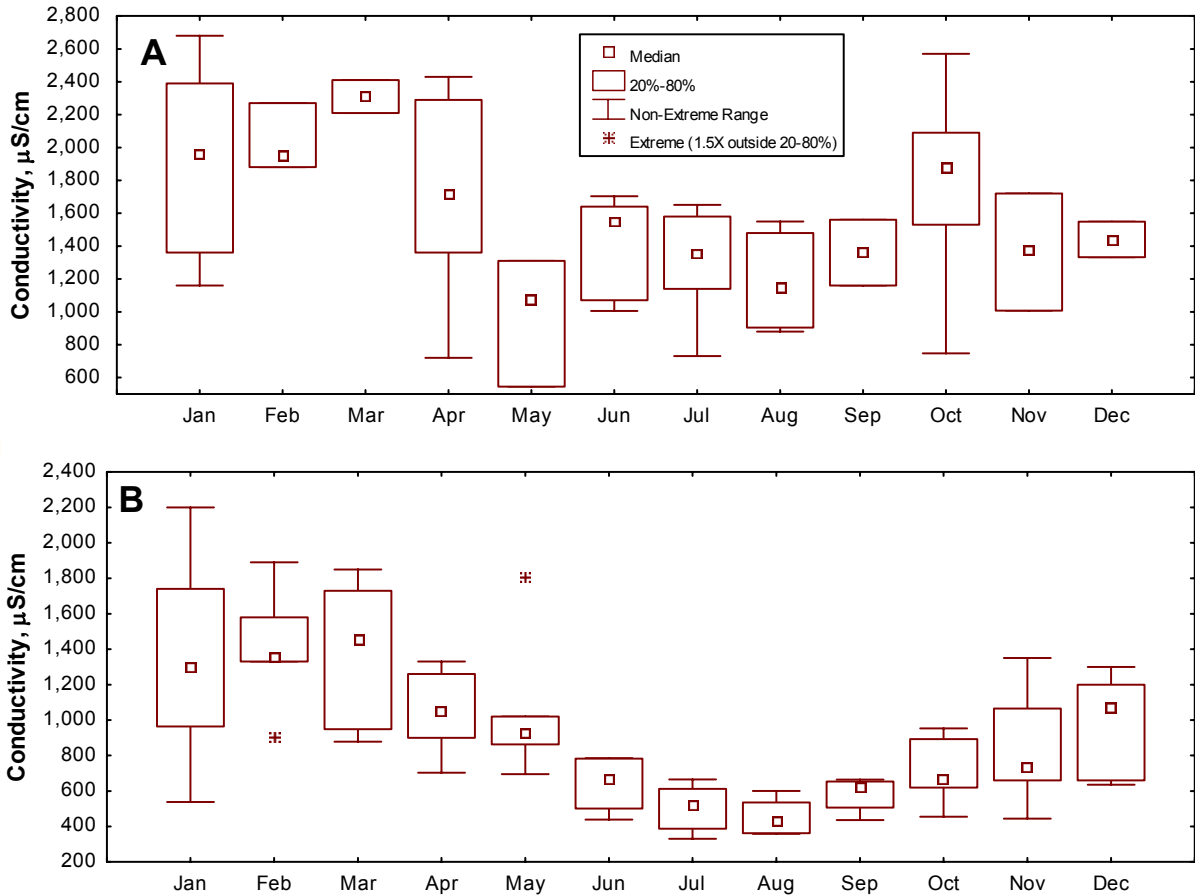 A
Conductivity, µS/cm
2,800
2,600
2,400
2,200
2,000
1,800
1,600
1,400
1,200
1,000
800
600
Median
20%-80%
Non-Extreme Range
Extreme (1.5X outside 20-80%)
Jan Feb Mar Apr May Jun Jul Aug Sep Oct Nov Dec
B
Conductivity, µS/cm
2,400
2,200
2,000
1,800
1,600
1,400
1,200
1,000
800
600
400
200
Jan Feb Mar Apr May Jun Jul Aug Sep Oct Nov Dec